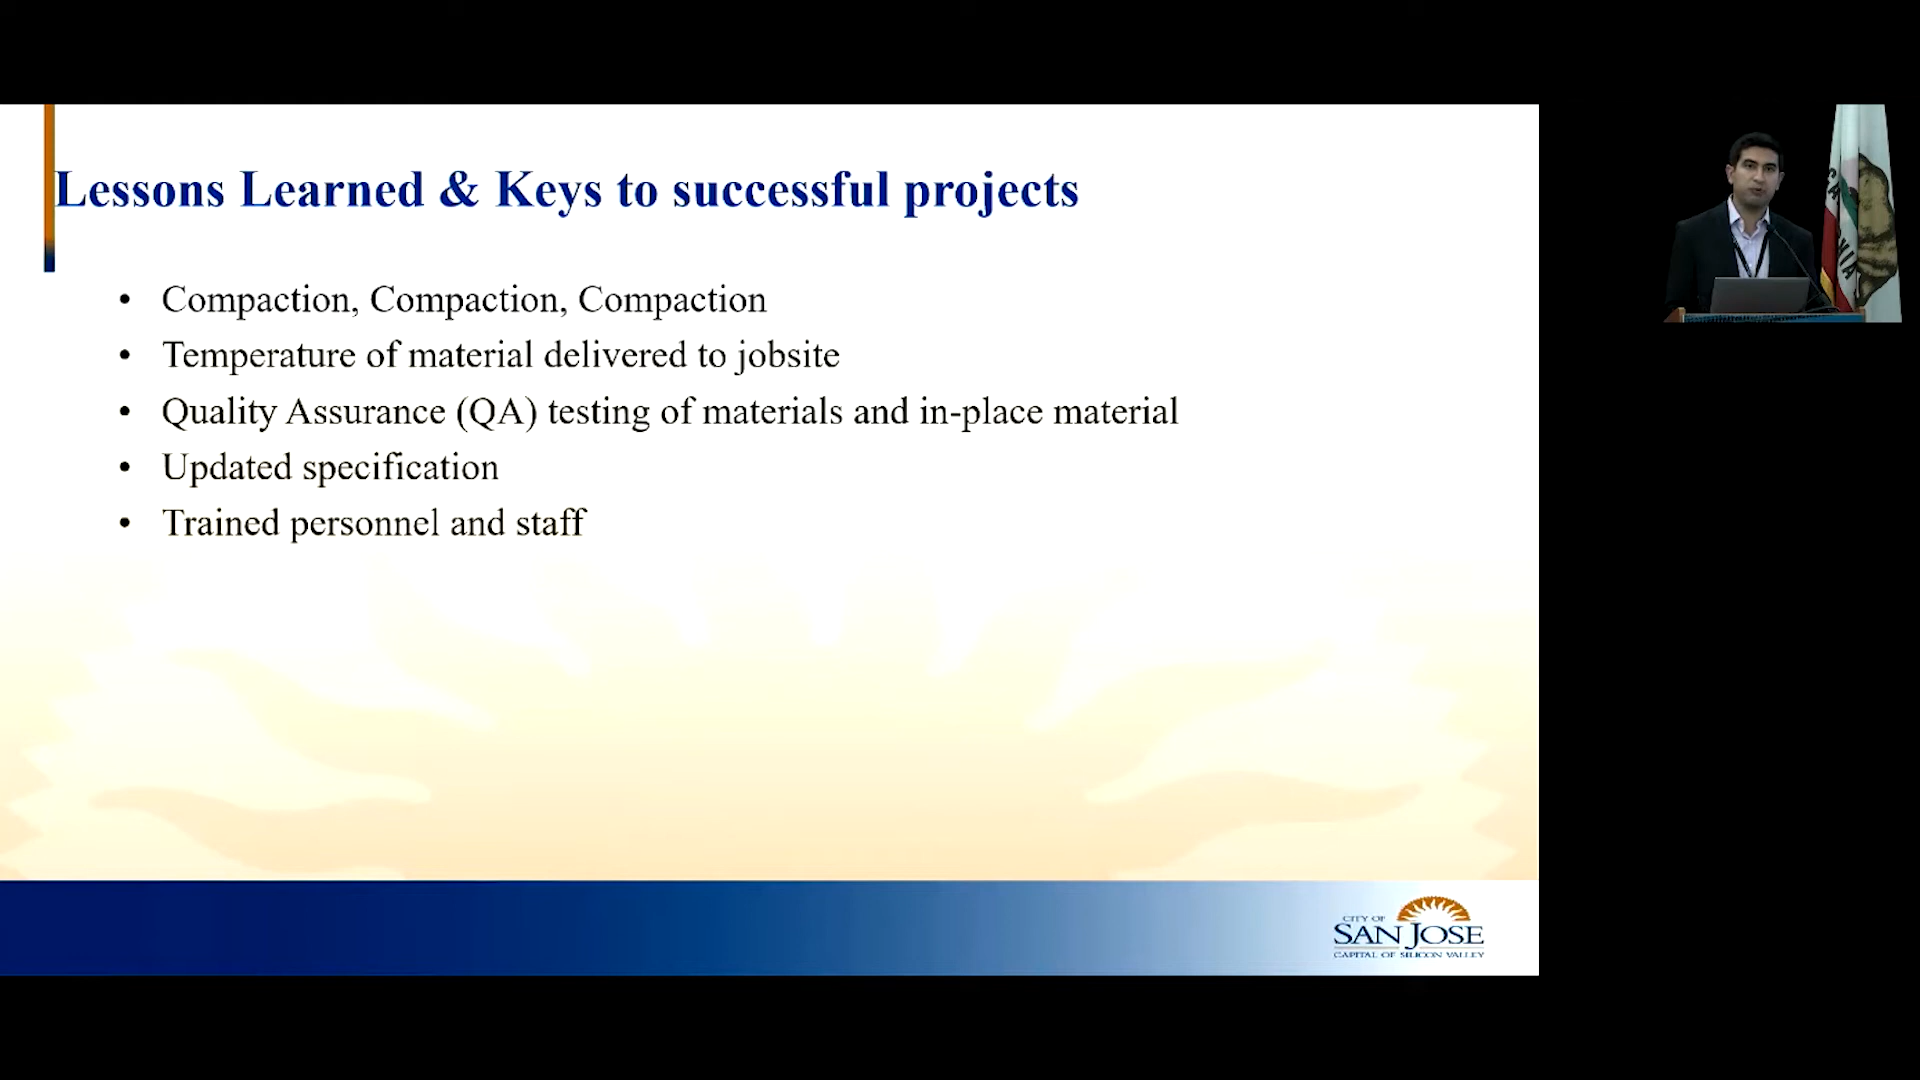 Lessons Learned & Keys to successful projects
• Compaction, Compaction, Compaction
• Temperature of material delivered to jobsite
• Quality Assurance (QA) testing of materials and in-place material
• Updated specification
• Trained personnel and staff
CITY OF
SAN JOSE
CAPITAL OF SILICON VALLEY